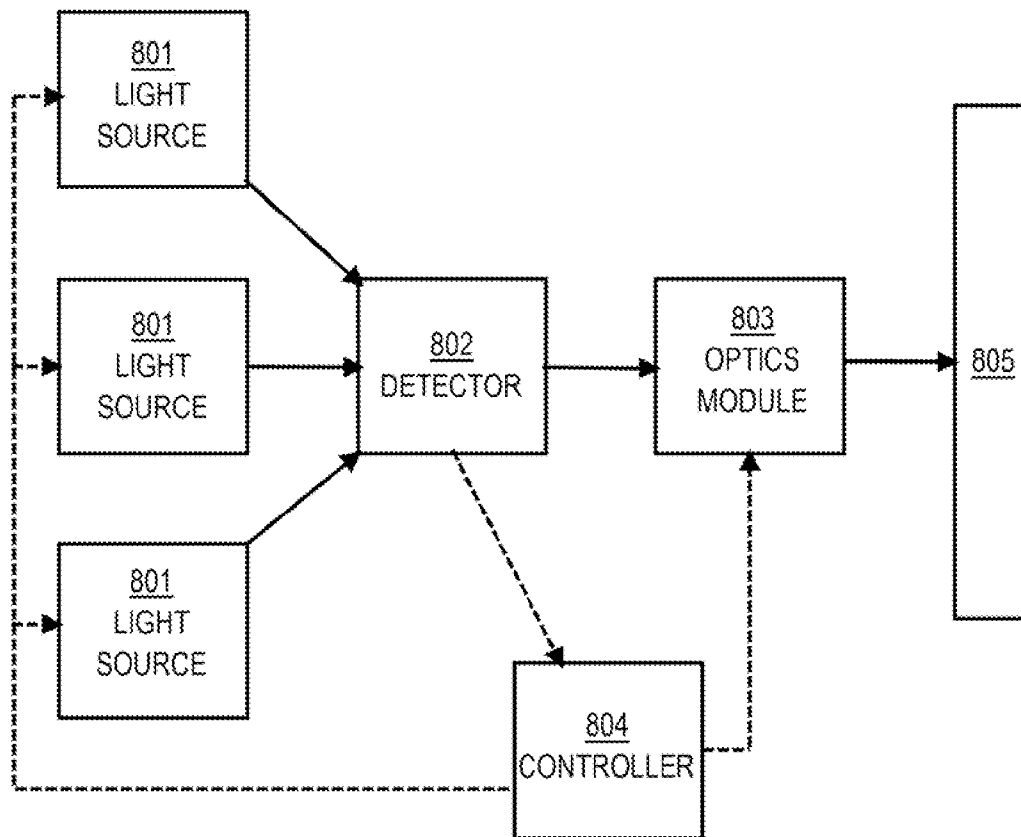 801
LIGHT
SOURCE
801
LIGHT
SOURCE
802
DETECTOR
803
OPTICS
MODULE
805
801
LIGHT
SOURCE
804
CONTROLLER